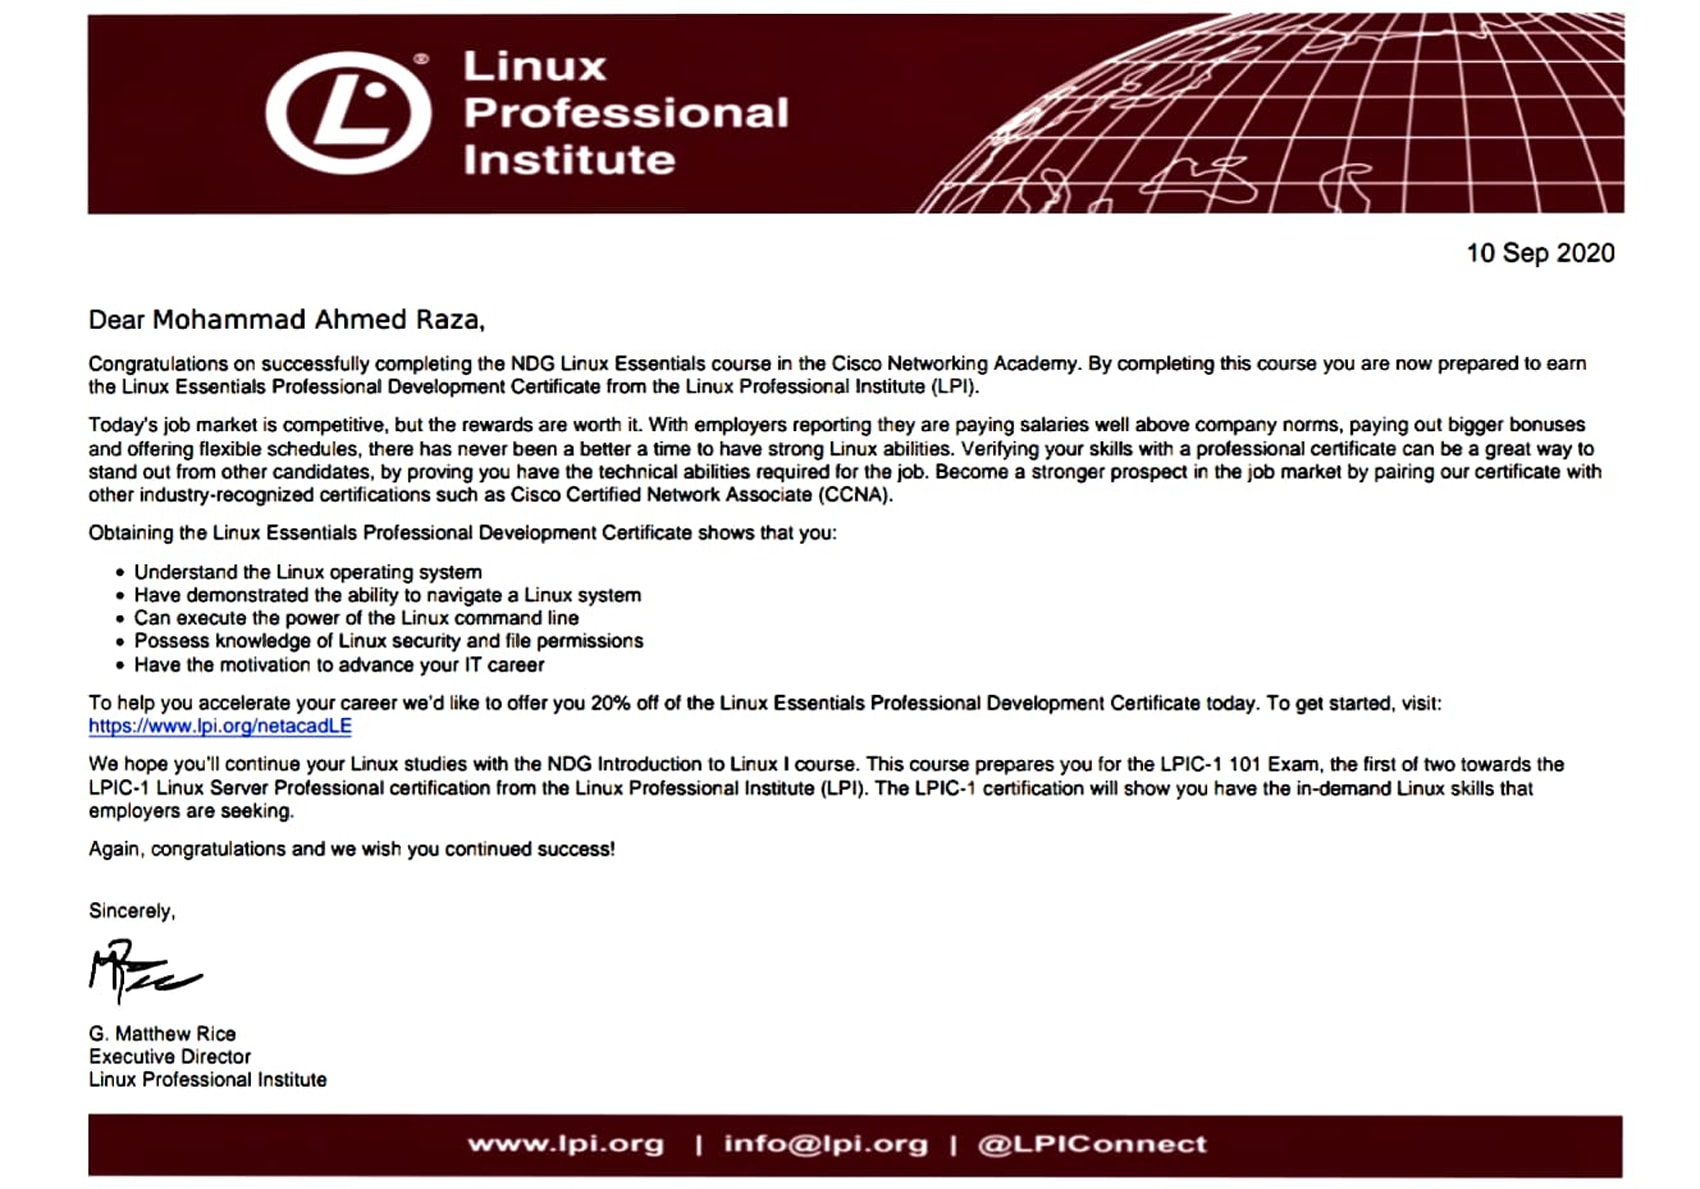 Linux
Professional
Institute
10 Sep 2020
Dear Mohammad Ahmed Raza,
Congratulations on successfully completing the NDG Linux Essentials course in the Cisco Networking Academy. By completing this course you are now prepared to earn
the Linux Essentials Professional Development Certificate from the Linux Professional Institute (LPI).
Today's job market is competitive, but the rewards are worth it. With employers reporting they are paying salaries well above company norms, paying out bigger bonuses
and offering flexible schedules, there has never been a better a time to have strong Linux abilities. Verifying your skills with a professional certificate can be a great way to
stand out from other candidates, by proving you have the technical abilities required for the job. Become a stronger prospect in the job market by pairing our certificate with
other industry-recognized certifications such as Cisco Certified Network Associate (CCNA).
Obtaining the Linux Essentials Professional Development Certificate shows that you:
• Understand the Linux operating system
• Have demonstrated the ability to navigate a Linux system
• Can execute the power of the Linux command line
• Possess knowledge of Linux security and file permissions
• Have the motivation to advance your IT career
To help you accelerate your career we'd like to offer you 20% off of the Linux Essentials Professional Development Certificate today. To get started, visit:
https://www.lpi.org/netacadLE
We hope you'll continue your Linux studies with the NDG Introduction to Linux I course. This course prepares you for the LPIC-1 101 Exam, the first of two towards the
LPIC-1 Linux Server Professional certification from the Linux Professional Institute (LPI). The LPIC-1 certification will show you have the in-demand Linux skills that
employers are seeking.
Again, congratulations and we wish you continued success!
Sincerely,
G. Matthew Rice
Executive Director
Linux Professional Institute
www.lpi.org | info@lpi.org | @LPIConnect